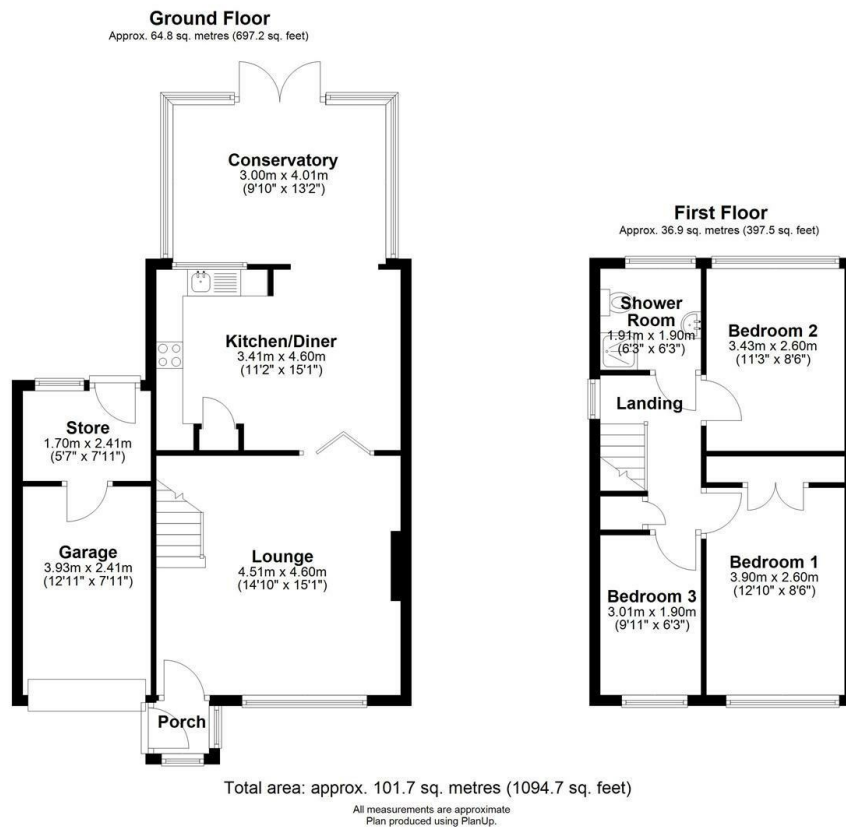 Ground Floor
Approx. 64.8 sq. metres (697.2 sq. feet)
Conservatory
3.00m x 4.01m
(9'10" x 13'2")
Kitchen/Diner
3.41m x 4.60m
(11'2" x 15'1")
Store
1.70m x 2.41m
(5'7" x 7'11")
Garage
3.93m x 2.41m
(12'11" x 7'11")
Lounge
4.51m x 4.60m
(14'10" x 15'1")
Porch
First Floor
Approx. 36.9 sq. metres (397.5 sq. feet)
Shower
Room
1.91m x 1.90m
(6'3" x 6'3")
Bedroom 2
3.43m x 2.60m
(11'3" x 8'6")
Landing
Bedroom 1
3.90m x 2.60m
(12'10" x 8'6")
Bedroom 3
3.01m x 1.90m
(9'11" x 6'3")
Total area: approx. 101.7 sq. metres (1094.7 sq. feet)
All measurements are approximate
Plan produced using PlanUp.